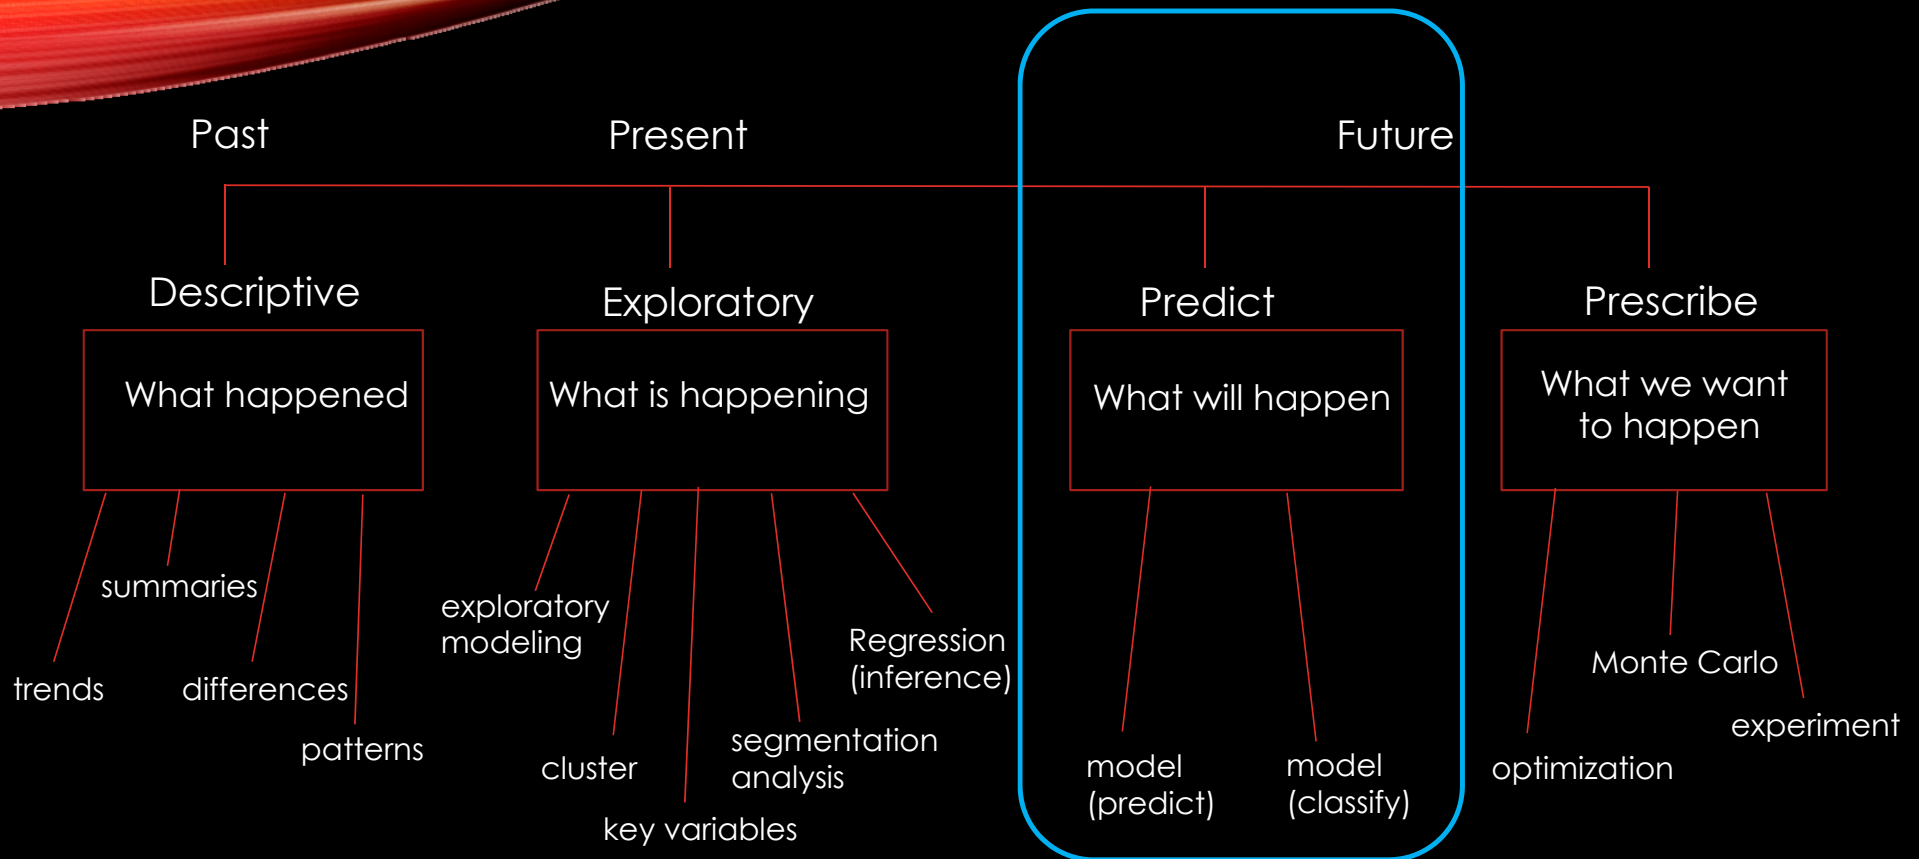 Past
Present
Future
Descriptive
Exploratory
Predict
Prescribe
What happened
What is happening
What will happen
What we want
to happen
trends
summaries
differences
patterns
exploratory
modeling
cluster
key variables
segmentation
analysis
Regression
(inference)
model
(predict)
model
(classify)
optimization
Monte Carlo
experiment